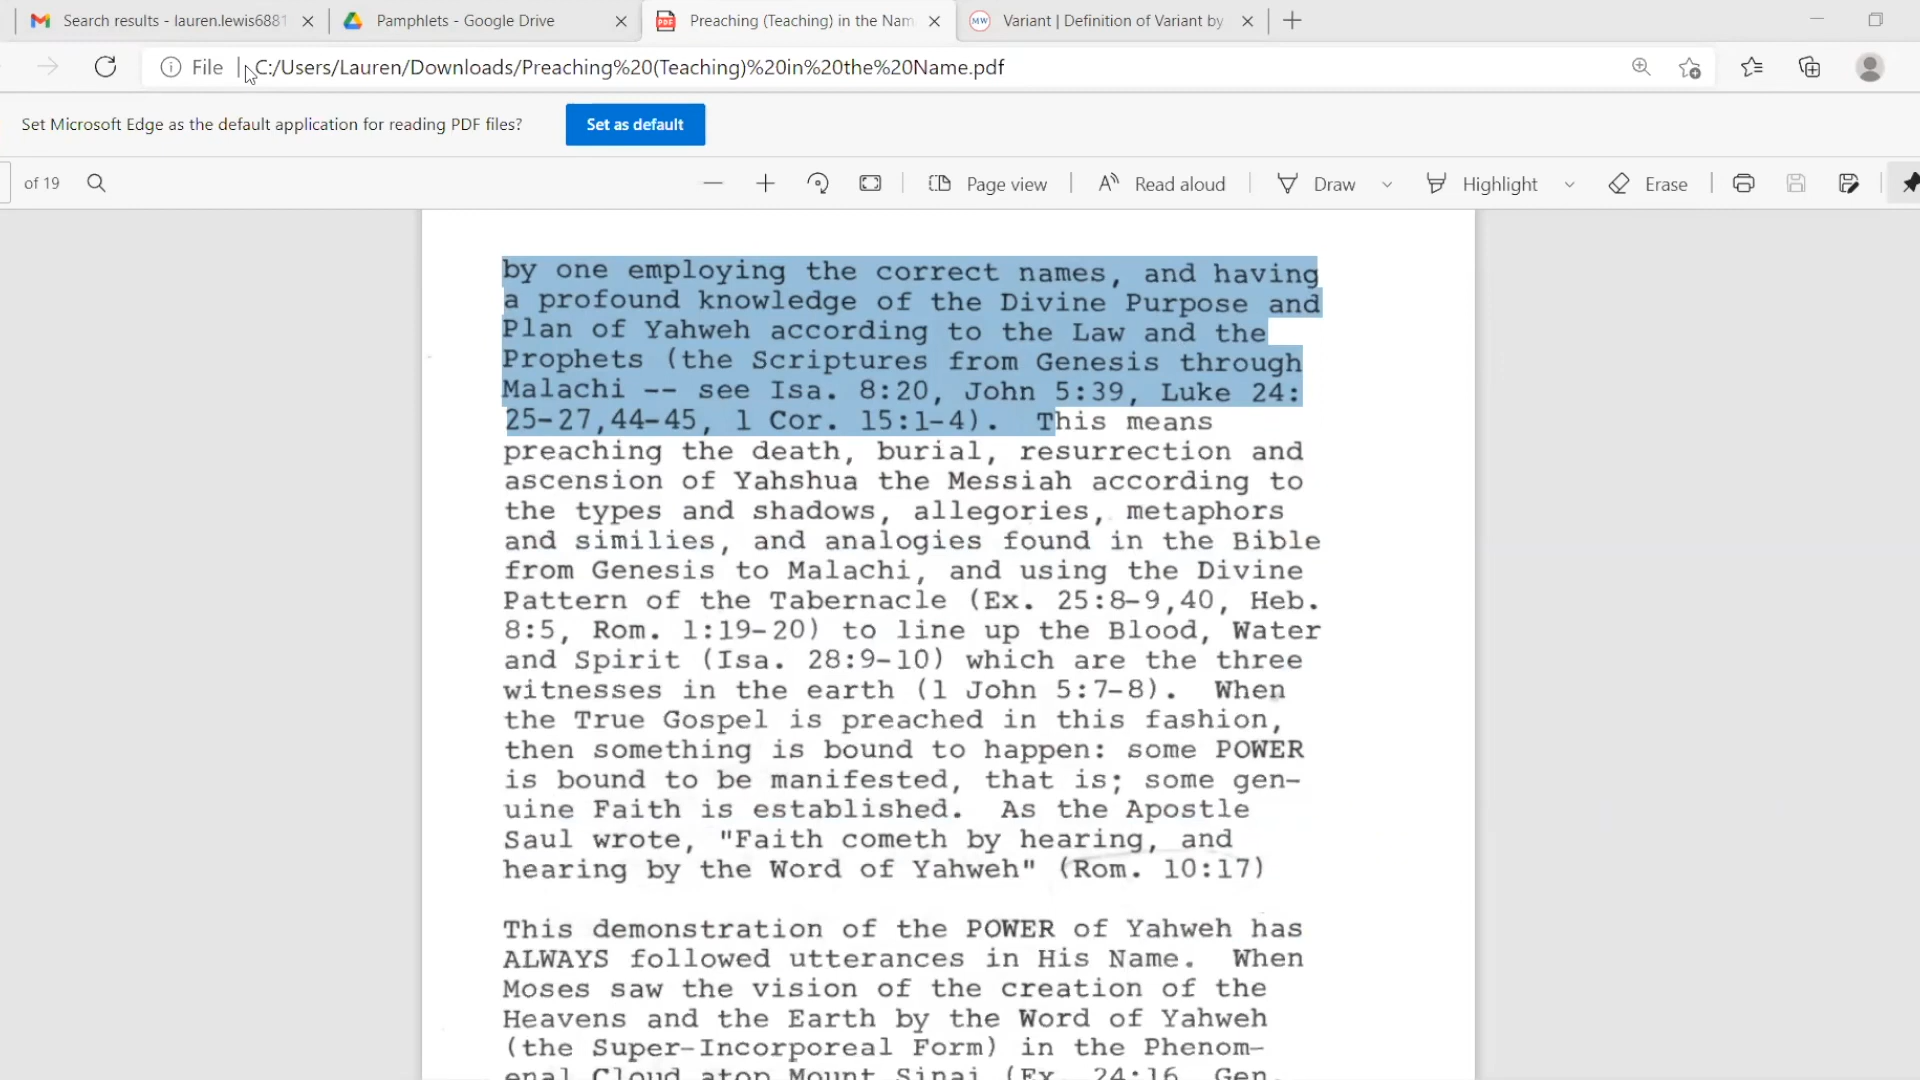 Search results - lauren.lewis6881
Pamphlets - Google Drive
Preaching (Teaching) in the Nam
Variant | Definition of Variant by
File | C:/Users/Lauren/Downloads/Preaching%20(Teaching)%20in%20the%20Name.pdf
Set Microsoft Edge as the default application for reading PDF files?
Set as default
of 19
Page view
Read aloud
Draw
Highlight
Erase
by one employing the correct names, and having
a profound knowledge of the Divine Purpose and
Plan of Yahweh according to the Law and the
Prophets (the Scriptures from Genesis through
Malachi -- see Isa. 8:20, John 5:39, Luke 24:
25-27,44-45, 1 Cor. 15:1-4). This means
preaching the death, burial, resurrection and
ascension of Yahshua the Messiah according to
the types and shadows, allegories, metaphors
and similies, and analogies found in the Bible
from Genesis to Malachi, and using the Divine
Pattern of the Tabernacle (Ex. 25:8-9,40, Heb.
8:5, Rom. 1:19-20) to line up the Blood, Water
and Spirit (Isa. 28:9-10) which are the three
witnesses in the earth (1 John 5:7-8). When
the True Gospel is preached in this fashion,
then something is bound to happen: some POWER
is bound to be manifested, that is; some gen-
uine Faith is established. As the Apostle
Saul wrote, "Faith cometh by hearing, and
hearing by the Word of Yahweh" (Rom. 10:17)
This demonstration of the POWER of Yahweh has
ALWAYS followed utterances in His Name. When
Moses saw the vision of the creation of the
Heavens and the Earth by the Word of Yahweh
(the Super-Incorporeal Form) in the Phenom-
enal Cloud atop Mount Sinai (Ex. 24:16, Gen.